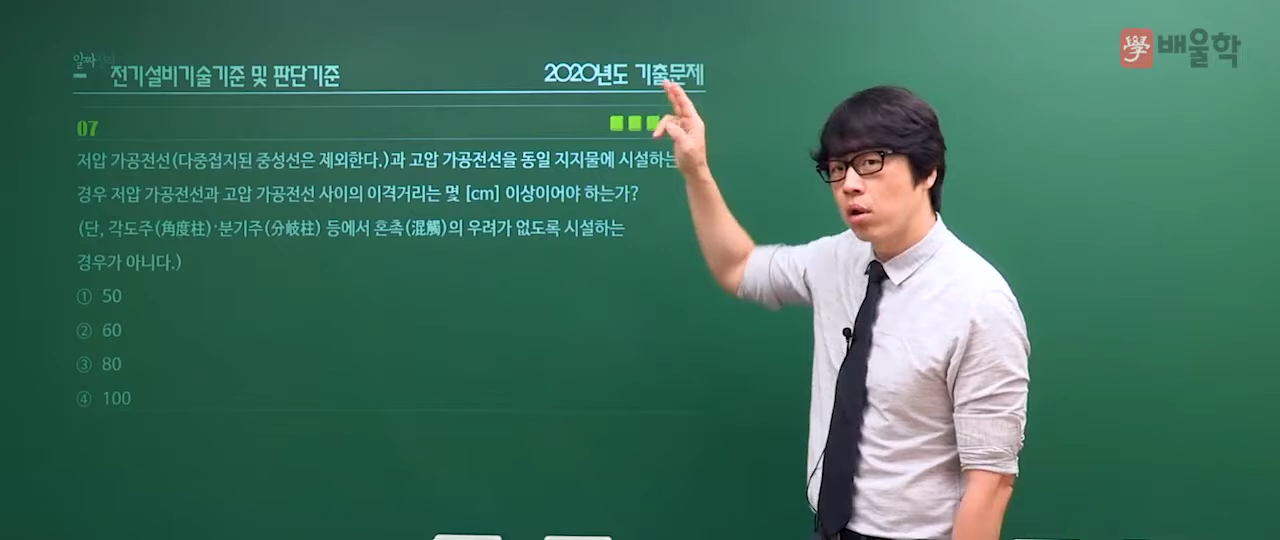 알짜
전기설비기술기준 및 판단기준
2020년도 기출문제
學 배울학
07
저압 가공전선(다중접지된 중성선은 제외한다.)과 고압 가공전선을 동일 지지물에 시설하는
경우 저압 가공전선과 고압 가공전선 사이의 이격거리는 몇 [cm] 이상이어야 하는가?
(단, 각도주(角度柱)·분기주(分岐柱) 등에서 혼촉(混觸)의 우려가 없도록 시설하는
경우가 아니다.)
① 50
② 60
③ 80
④ 100